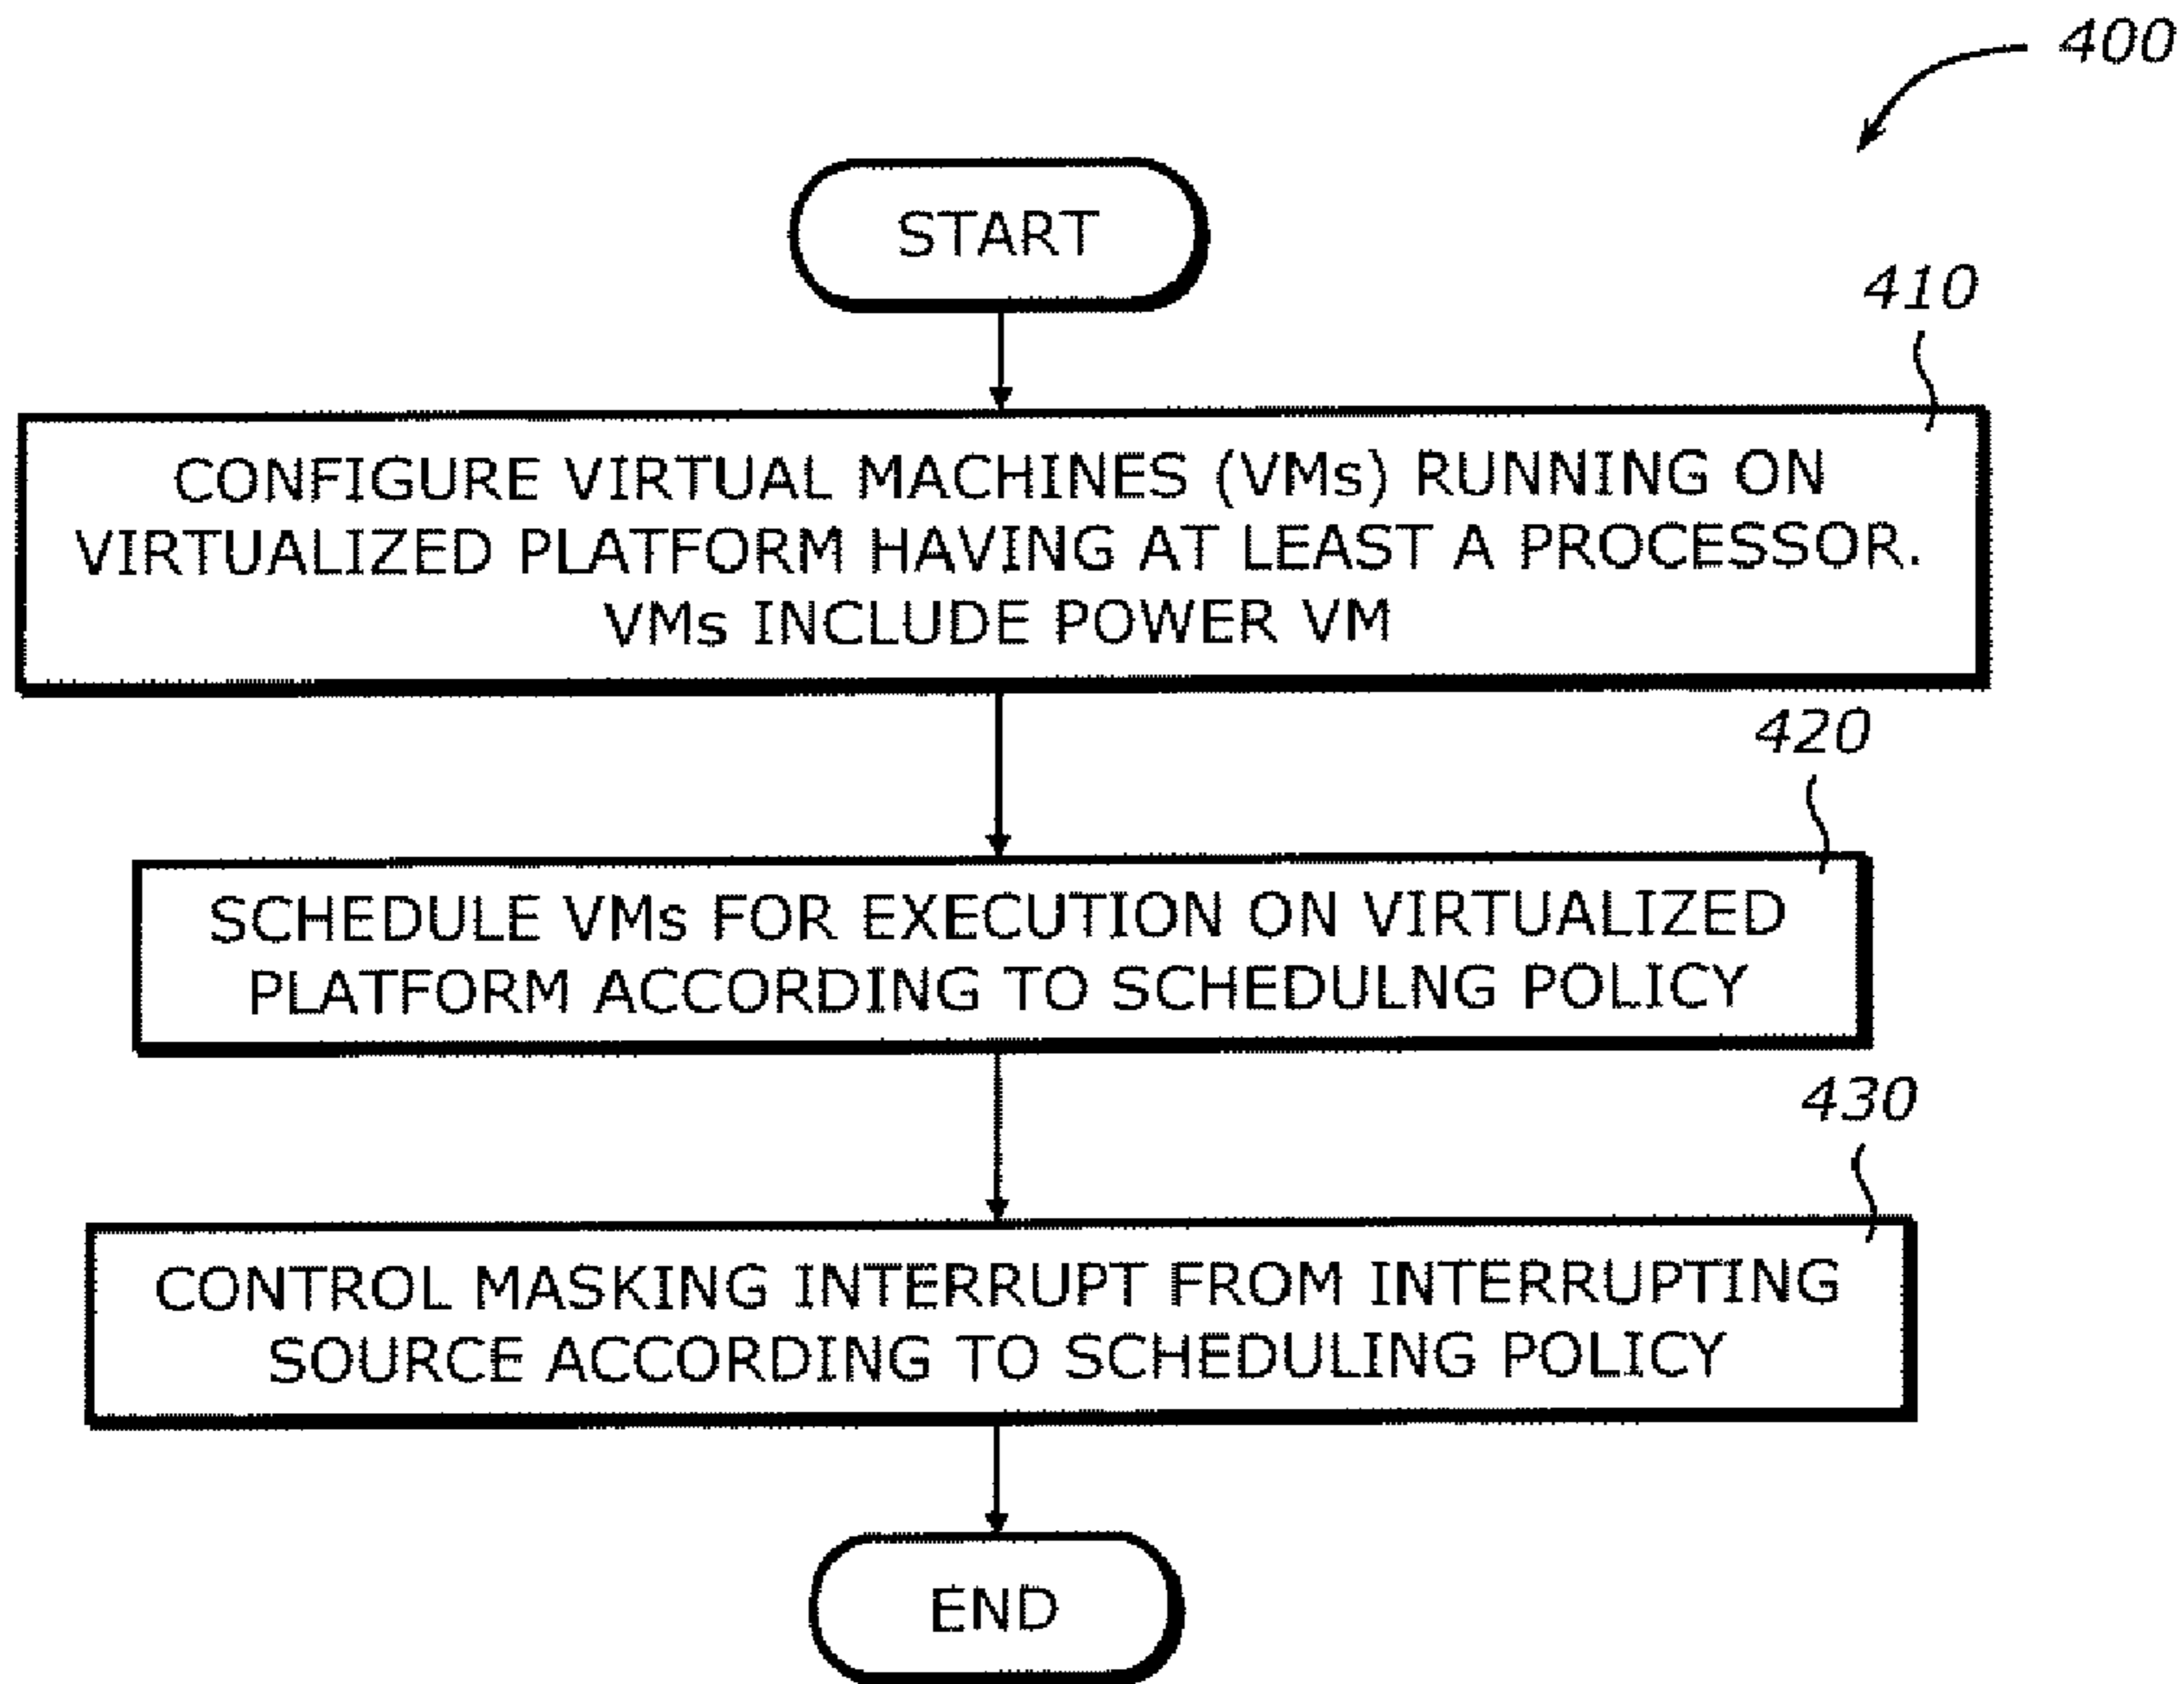 400
START
410
CONFIGURE VIRTUAL MACHINES (VMs) RUNNING ON
VIRTUALIZED PLATFORM HAVING AT LEAST A PROCESSOR.
VMs INCLUDE POWER VM
420
SCHEDULE VMs FOR EXECUTION ON VIRTUALIZED
PLATFORM ACCORDING TO SCHEDULNG POLICY
430
CONTROL MASKING INTERRUPT FROM INTERRUPTING
SOURCE ACCORDING TO SCHEDULING POLICY
END